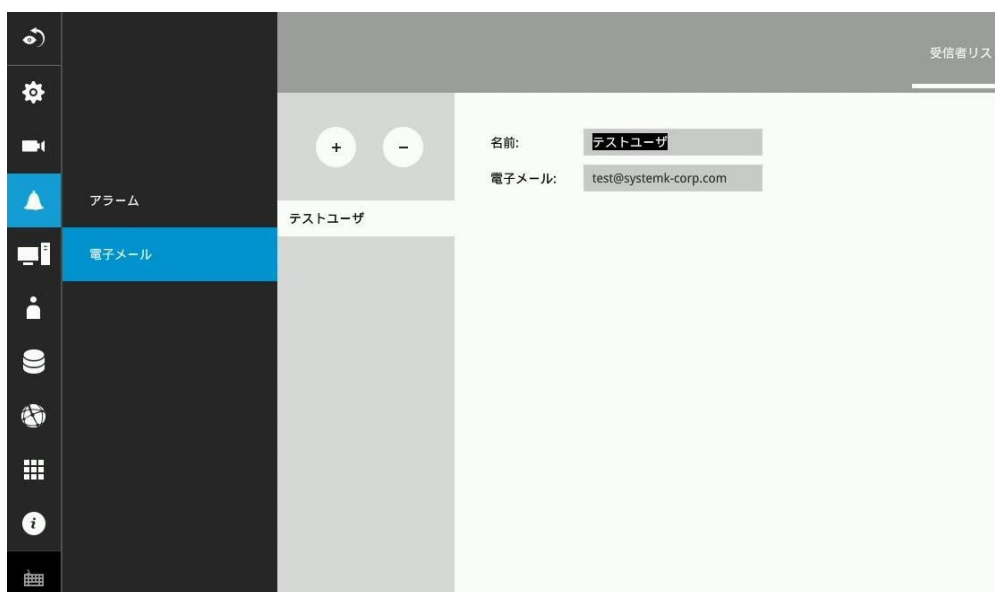 受信者リス
+
-
名前:
テストユーザ
電子メール:
test@systemk-corp.com
アラーム
テストユーザ
電子メール